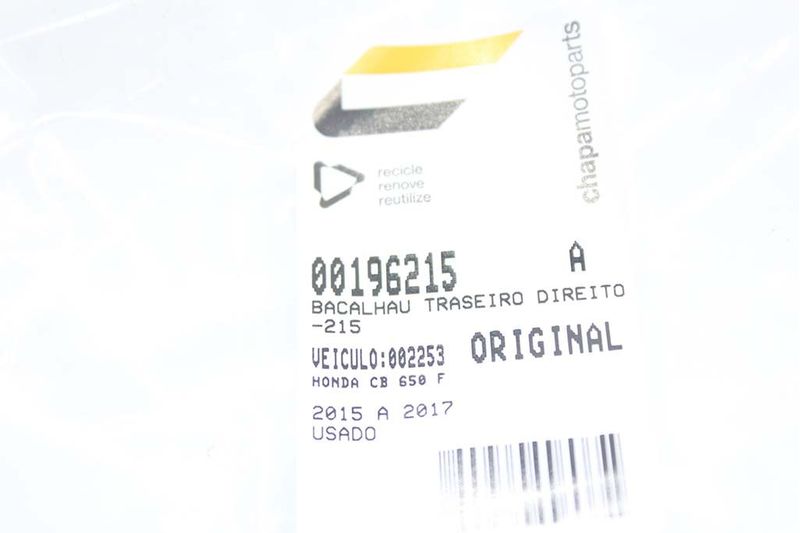 chapamotoparts
recicle
renove
reutilize
00196215 A
BACALHAU TRASEIRO DIREITO
-215
VEICULO:002253 ORIGINAL
HONDA CB 650 F
2015 A 2017
USADO